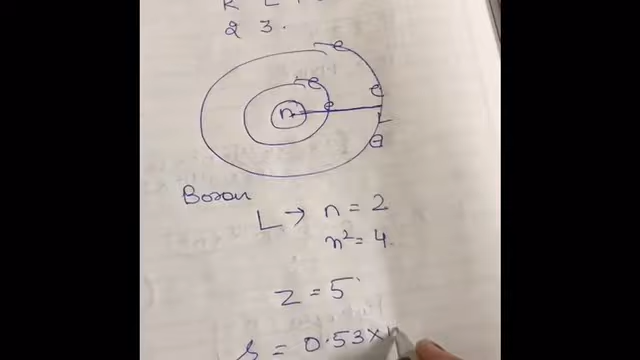 K L
2 3.
e
e
e
n
e
L
e
Boron
L → n = 2
n² = 4.
Z = 5
r = 0.53 ×